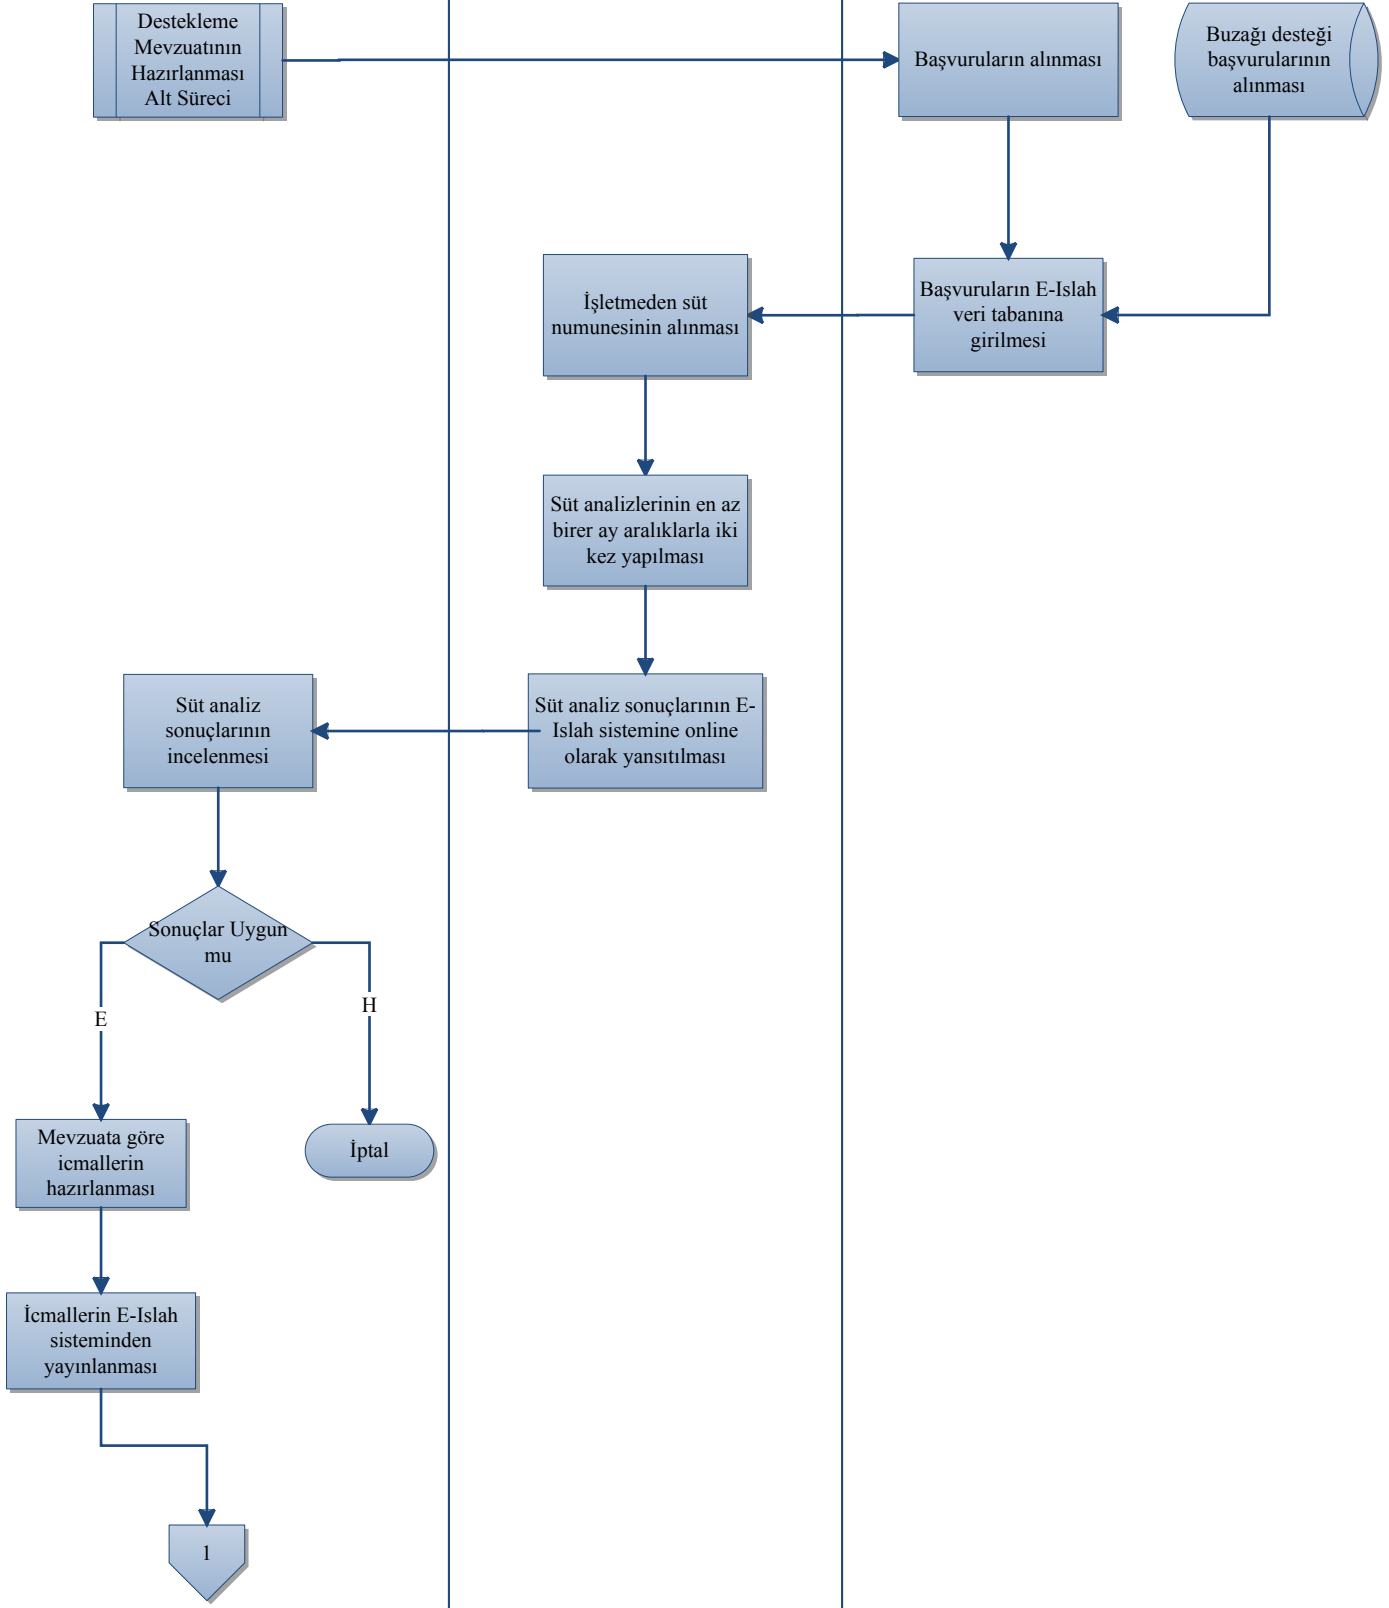 Destekleme
Mevzuatının
Hazırlanması
Alt Süreci
Başvuruların alınması
Buzağı desteği
başvurularının
alınması
İşletmeden süt
numunesinin alınması
Başvuruların E-Islah
veri tabanına
girilmesi
Süt analizlerinin en az
birer ay aralıklarla iki
kez yapılması
Süt analiz
sonuçlarının
incelenmesi
Süt analiz sonuçlarının E-
Islah sistemine online
olarak yansıtılması
Sonuçlar Uygun
mu
E
H
Mevzuata göre
icmallerin
hazırlanması
İptal
İcmallerin E-Islah
sisteminden
yayınlanması
1